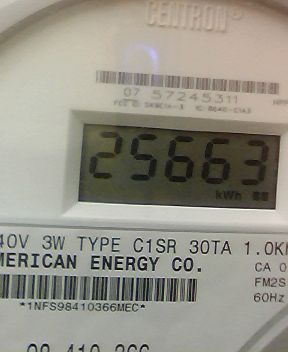 CENTRON®
07 57245311
25663
kWh
40V 3W TYPE C1SR 30TA 1.0K
MERICAN ENERGY CO.
CA 0
FM2S
60Hz
*1NFS98410366MEC*